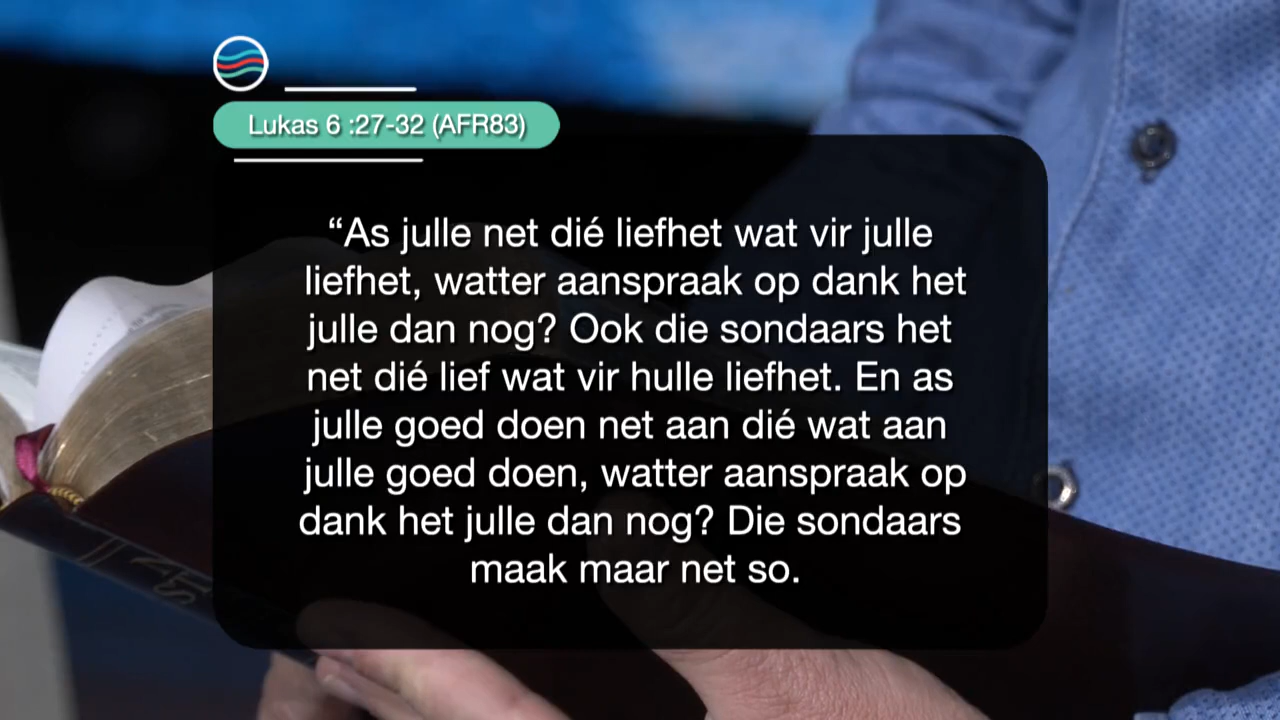 Lukas 6 :27-32 (AFR83)
“As julle net dié liefhet wat vir julle
liefhet, watter aanspraak op dank het
julle dan nog? Ook die sondaars het
net dié lief wat vir hulle liefhet. En as
julle goed doen net aan dié wat aan
julle goed doen, watter aanspraak op
dank het julle dan nog? Die sondaars
maak maar net so.